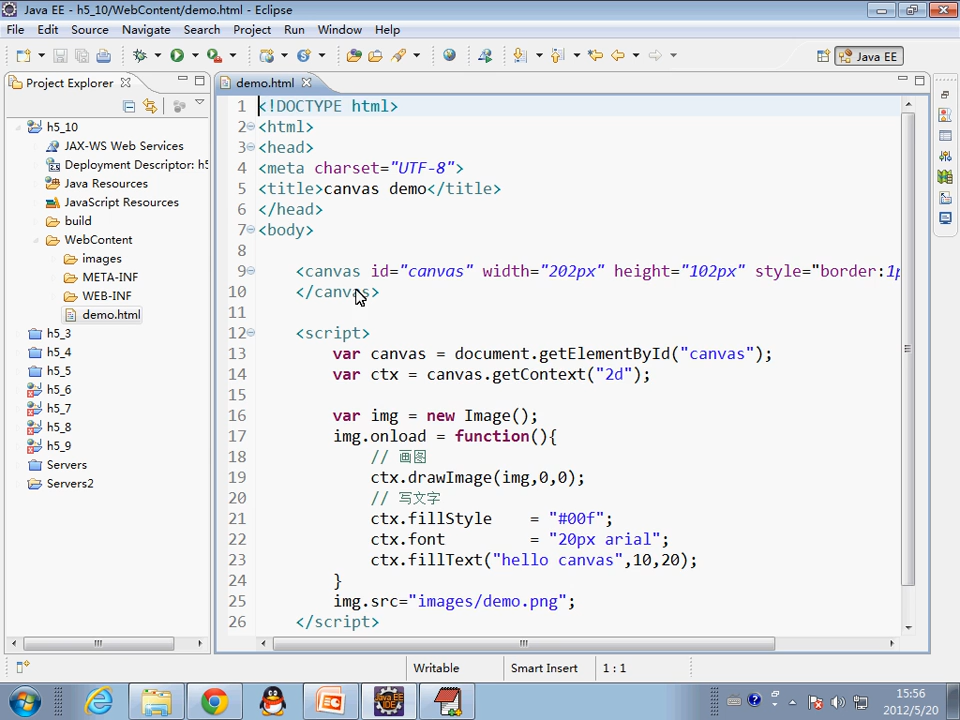 Java EE - h5_10/WebContent/demo.html - Eclipse
File Edit Source Navigate Search Project Run Window Help
Java EE
Project Explorer
demo.html
h5_10
JAX-WS Web Services
Deployment Descriptor: h5
Java Resources
JavaScript Resources
build
WebContent
images
META-INF
WEB-INF
demo.html
h5_3
h5_4
h5_5
h5_6
h5_7
h5_8
h5_9
Servers
Servers2
1 <!DOCTYPE html>
2 <html>
3 <head>
4 <meta charset="UTF-8">
5 <title>canvas demo</title>
6 </head>
7 <body>
8
9 <canvas id="canvas" width="202px" height="102px" style="border:1p
10 </canvas>
11
12 <script>
13 var canvas = document.getElementById("canvas");
14 var ctx = canvas.getContext("2d");
15
16 var img = new Image();
17 img.onload = function(){
18 // 画图
19 ctx.drawImage(img,0,0);
20 // 写文字
21 ctx.fillStyle = "#00f";
22 ctx.font = "20px arial";
23 ctx.fillText("hello canvas",10,20);
24 }
25 img.src="images/demo.png";
26 </script>
Writable Smart Insert 1 : 1
15:56
2012/5/20